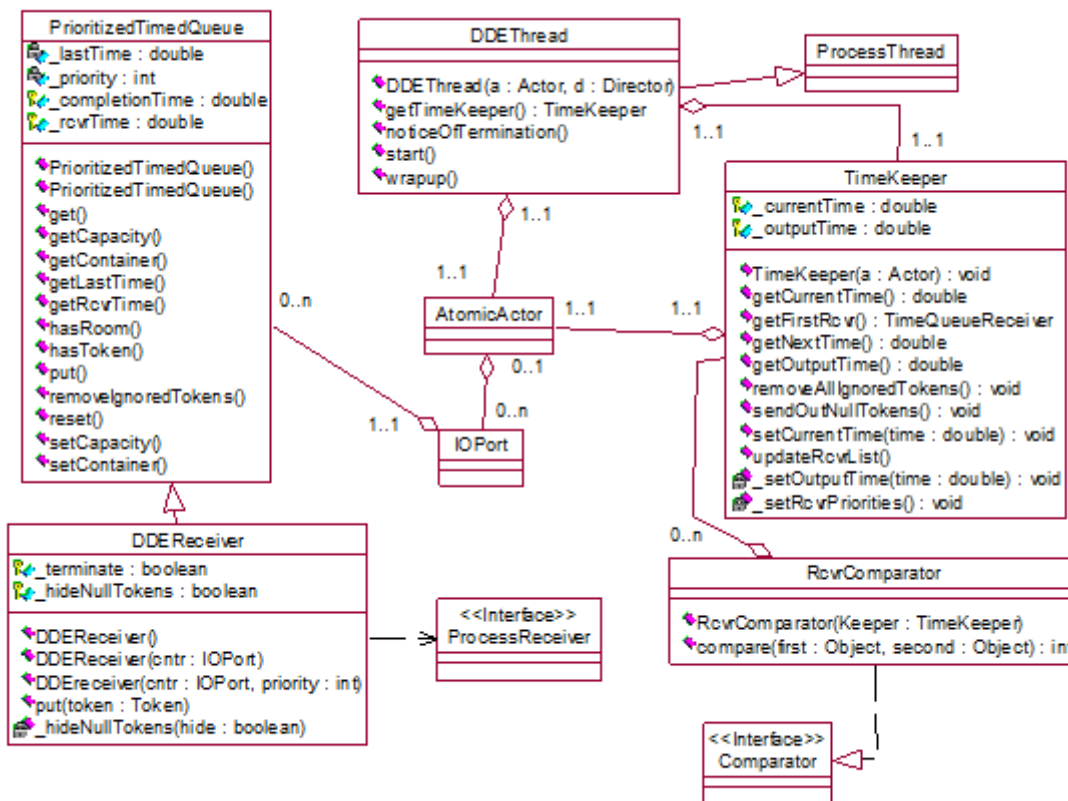 PrioritizedTimedQueue
_lastTime : double
_priority : int
_completionTime : double
_rcvrTime : double
PrioritizedTimedQueue()
PrioritizedTimedQueue()
get()
getCapacity()
getContainer()
getLastTime()
getRcvrTime()
hasRoom()
hasToken()
put()
removeIgnoredTokens()
reset()
setCapacity()
setContainer()
DDEThread
DDEThread(a : Actor, d : Director)
getTimeKeeper() : TimeKeeper
noticeOfTermination()
start()
wrapup()
ProcessThread
1..1
1..1
TimeKeeper
_currentTime : double
_outputTime : double
TimeKeeper(a : Actor) : void
getCurrentTime() : double
getFirstRcvr() : TimeQueueReceiver
getNextTime() : double
getOutputTime() : double
removeAllIgnoredTokens() : void
sendOutNullTokens() : void
setCurrentTime(time : double) : void
updateRcvrList()
_setOutputTime(time : double) : void
_setRcvrPriorities() : void
1..1
1..1
AtomicActor
1..1
1..1
0..1
0..n
0..n
1..1
IOPort
DDEReceiver
_terminate : boolean
_hideNullTokens : boolean
DDEReceiver()
DDEReceiver(cntr : IOPort)
DDEreceiver(cntr : IOPort, priority : int)
put(token : Token)
_hideNullTokens(hide : boolean)
<<Interface>>
ProcessReceiver
0..n
RcvrComparator
RcvrComparator(Keeper : TimeKeeper)
compare(first : Object, second : Object) : int
<<Interface>>
Comparator